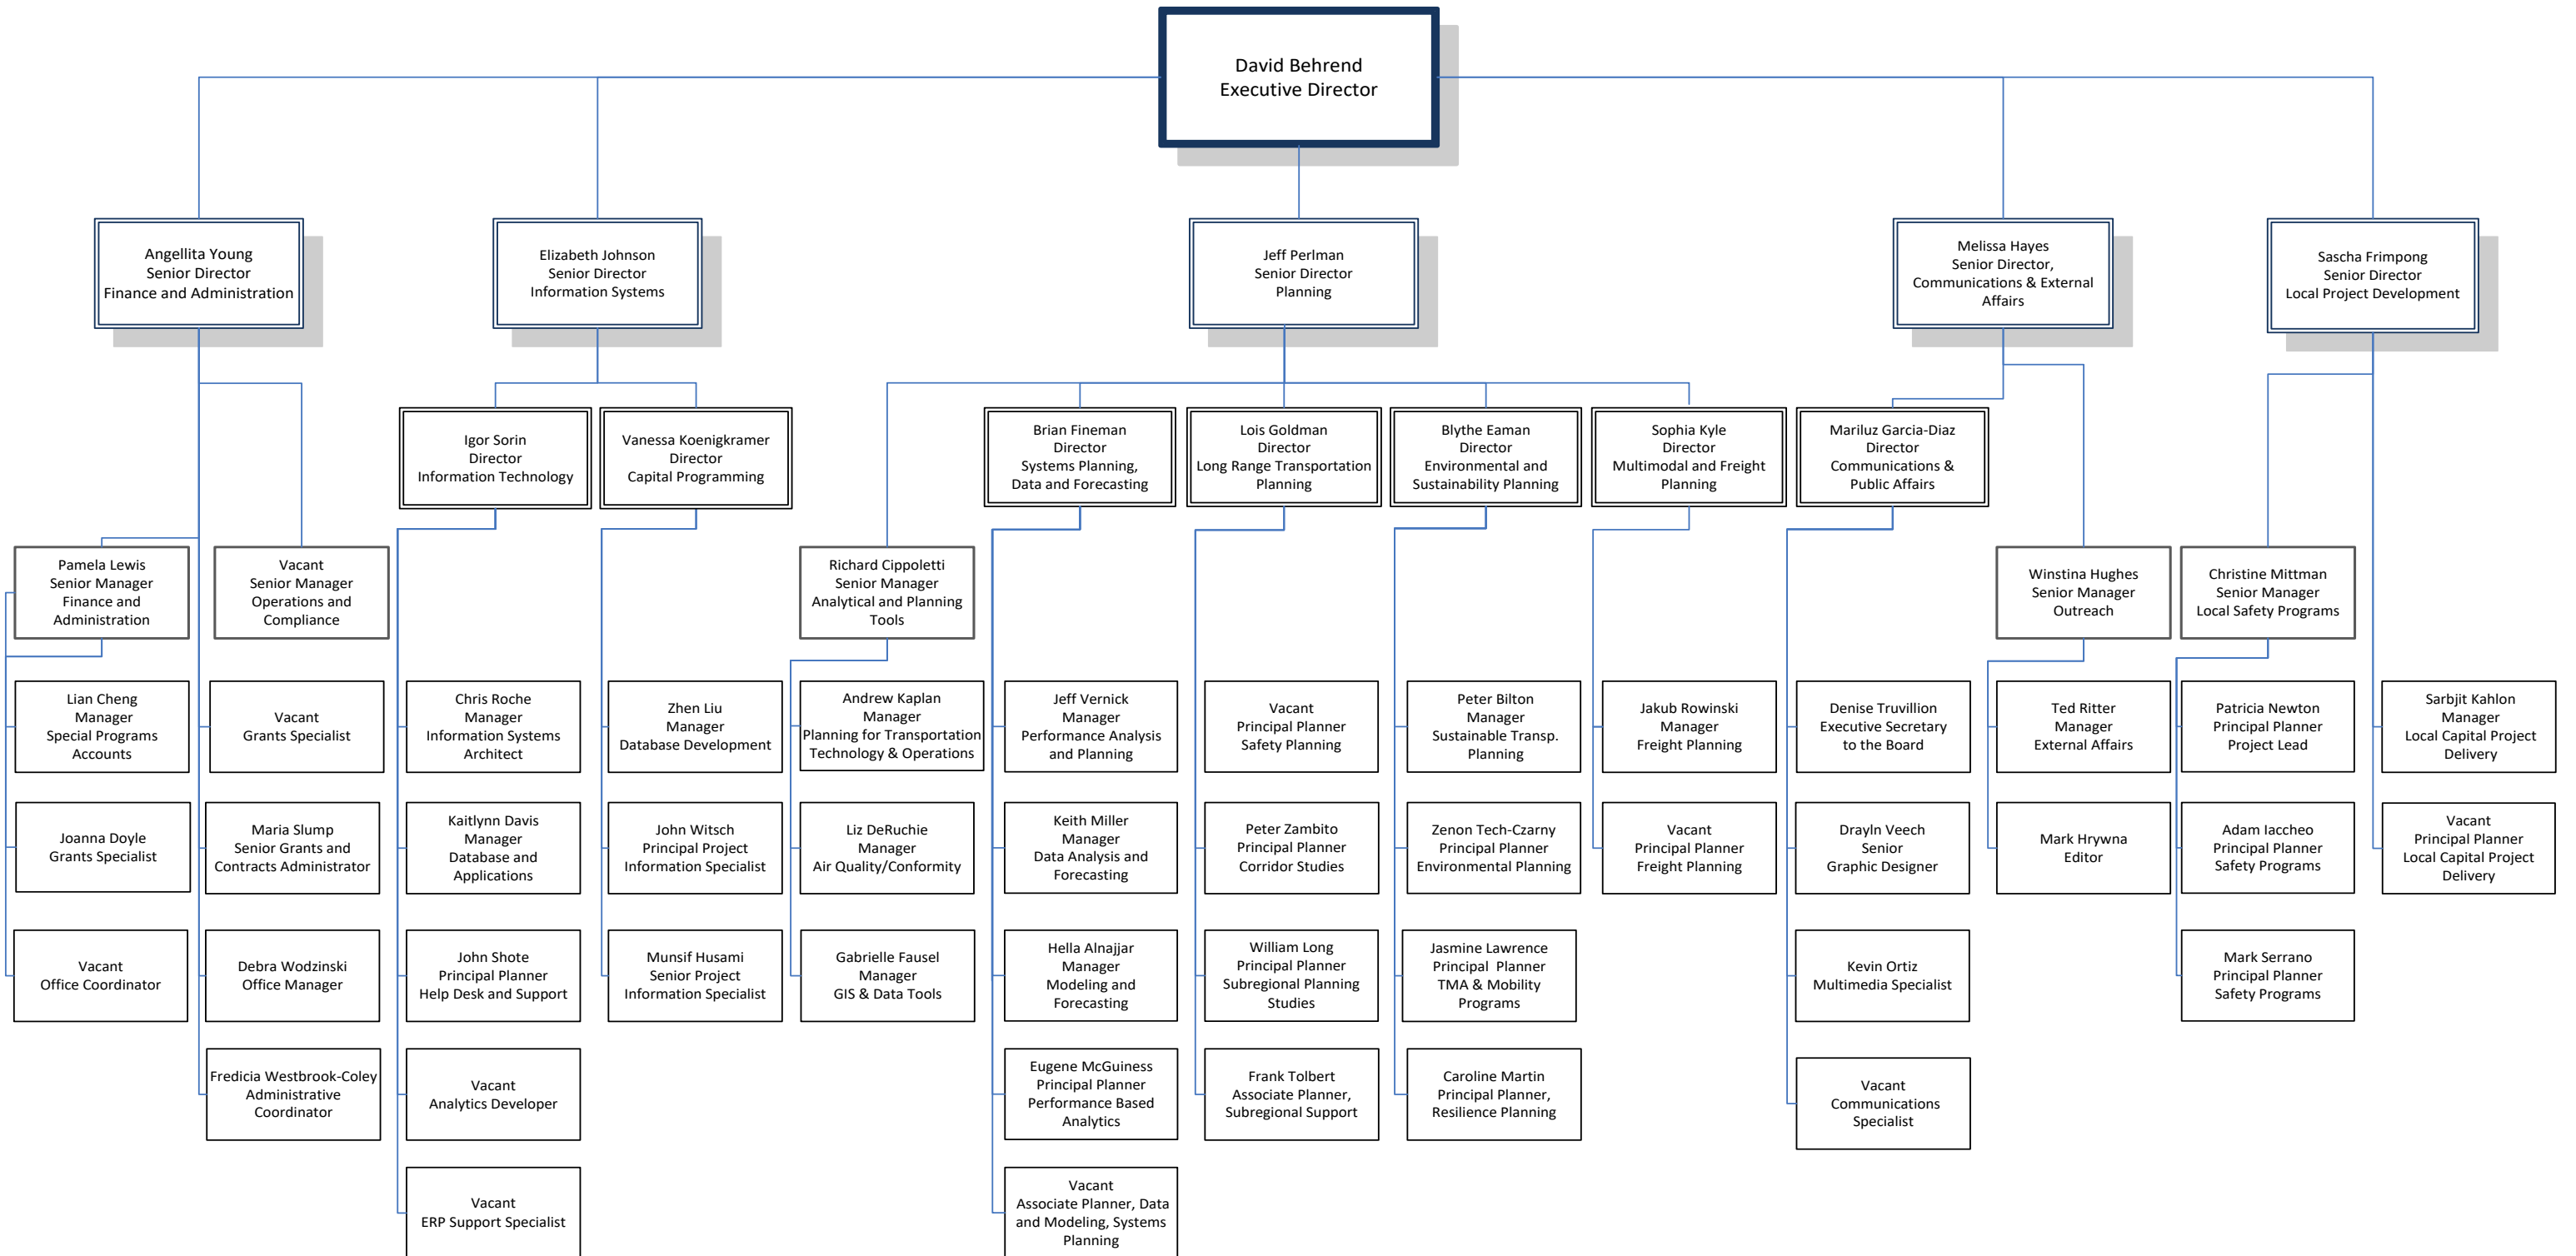 David Behrend
Executive Director
Angellita Young
Senior Director
Finance and Administration
Elizabeth Johnson
Senior Director
Information Systems
Jeff Perlman
Senior Director
Planning
Melissa Hayes
Senior Director,
Communications & External
Affairs
Sascha Frimpong
Senior Director
Local Project Development
Igor Sorin
Director
Information Technology
Vanessa Koenigkramer
Director
Capital Programming
Brian Fineman
Director
Systems Planning,
Data and Forecasting
Lois Goldman
Director
Long Range Transportation
Planning
Blythe Eaman
Director
Environmental and
Sustainability Planning
Sophia Kyle
Director
Multimodal and Freight
Planning
Mariluz Garcia-Diaz
Director
Communications &
Public Affairs
Pamela Lewis
Senior Manager
Finance and
Administration
Vacant
Senior Manager
Operations and
Compliance
Richard Cippoletti
Senior Manager
Analytical and Planning
Tools
Winstina Hughes
Senior Manager
Outreach
Christine Mittman
Senior Manager
Local Safety Programs
Lian Cheng
Manager
Special Programs
Accounts
Vacant
Grants Specialist
Chris Roche
Manager
Information Systems
Architect
Zhen Liu
Manager
Database Development
Andrew Kaplan
Manager
Planning for Transportation
Technology & Operations
Jeff Vernick
Manager
Performance Analysis
and Planning
Vacant
Principal Planner
Safety Planning
Peter Bilton
Manager
Sustainable Transp.
Planning
Jakub Rowinski
Manager
Freight Planning
Denise Truvillion
Executive Secretary
to the Board
Ted Ritter
Manager
External Affairs
Patricia Newton
Principal Planner
Project Lead
Sarbjit Kahlon
Manager
Local Capital Project
Delivery
Joanna Doyle
Grants Specialist
Maria Slump
Senior Grants and
Contracts Administrator
Kaitlynn Davis
Manager
Database and
Applications
John Witsch
Principal Project
Information Specialist
Liz DeRuchie
Manager
Air Quality/Conformity
Keith Miller
Manager
Data Analysis and
Forecasting
Peter Zambito
Principal Planner
Corridor Studies
Zenon Tech-Czarny
Principal Planner
Environmental Planning
Vacant
Principal Planner
Freight Planning
Drayln Veech
Senior
Graphic Designer
Mark Hrywna
Editor
Adam Iaccheo
Principal Planner
Safety Programs
Vacant
Principal Planner
Local Capital Project
Delivery
Vacant
Office Coordinator
Debra Wodzinski
Office Manager
John Shote
Principal Planner
Help Desk and Support
Munsif Husami
Senior Project
Information Specialist
Gabrielle Fausel
Manager
GIS & Data Tools
Hella Alnajjar
Manager
Modeling and
Forecasting
William Long
Principal Planner
Subregional Planning
Studies
Jasmine Lawrence
Principal  Planner
TMA & Mobility
Programs
Kevin Ortiz
Multimedia Specialist
Mark Serrano
Principal Planner
Safety Programs
Fredicia Westbrook-Coley
Administrative
Coordinator
Vacant
Analytics Developer
Eugene McGuiness
Principal Planner
Performance Based
Analytics
Frank Tolbert
Associate Planner,
Subregional Support
Caroline Martin
Principal Planner,
Resilience Planning
Vacant
Communications
Specialist
Vacant
ERP Support Specialist
Vacant
Associate Planner, Data
and Modeling, Systems
Planning